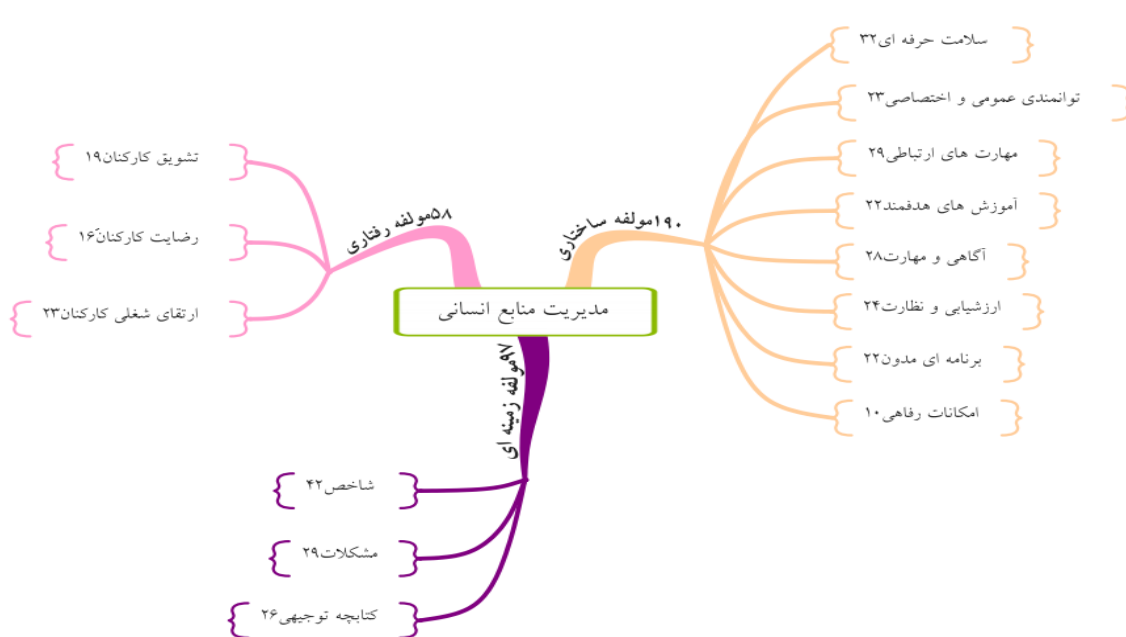 مدیریت منابع انسانی
۱۹۰مولفه ساختاری
سلامت حرفه ای۳۲
توانمندی عمومی و اختصاصی۲۳
مهارت های ارتباطی۲۹
آموزش های هدفمند۲۲
آگاهی و مهارت۲۸
ارزشیابی و نظارت۲۴
برنامه ای مدون۲۲
امکانات رفاهی۱۰
۵۸مولفه رفتاری
تشویق کارکنان۱۹
رضایت کارکنان۱۶
ارتقای شغلی کارکنان۲۳
۹۷مولفه زمینه ای
شاخص۴۲
مشکلات۲۹
کتابچه توجیهی۲۶